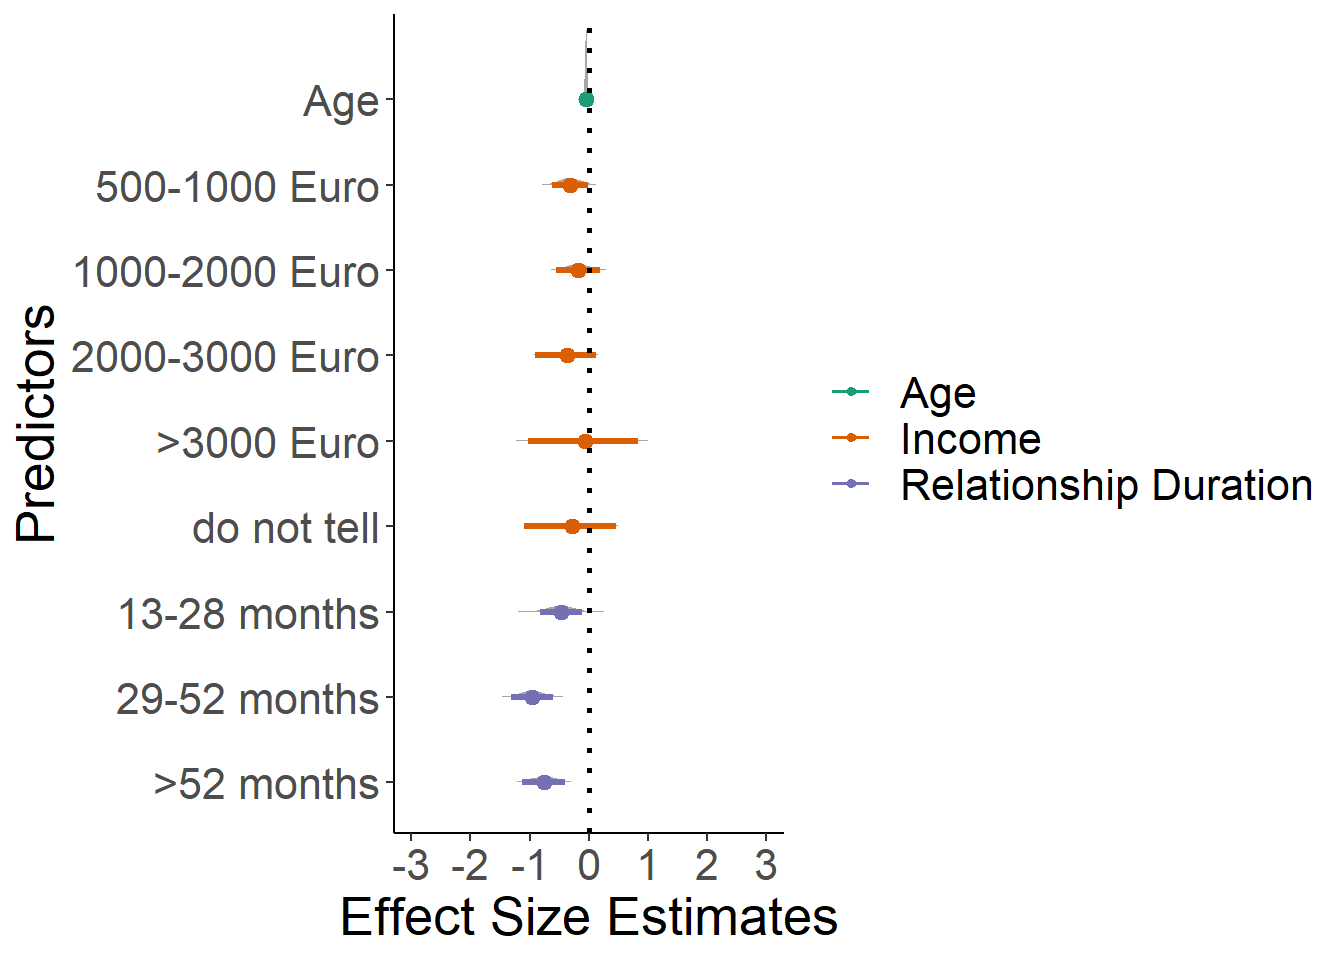 Age
500-1000 Euro
1000-2000 Euro
2000-3000 Euro
>3000 Euro
do not tell
13-28 months
29-52 months
>52 months
Predictors
-3 -2 -1 0 1 2 3
Effect Size Estimates
Age
Income
Relationship Duration